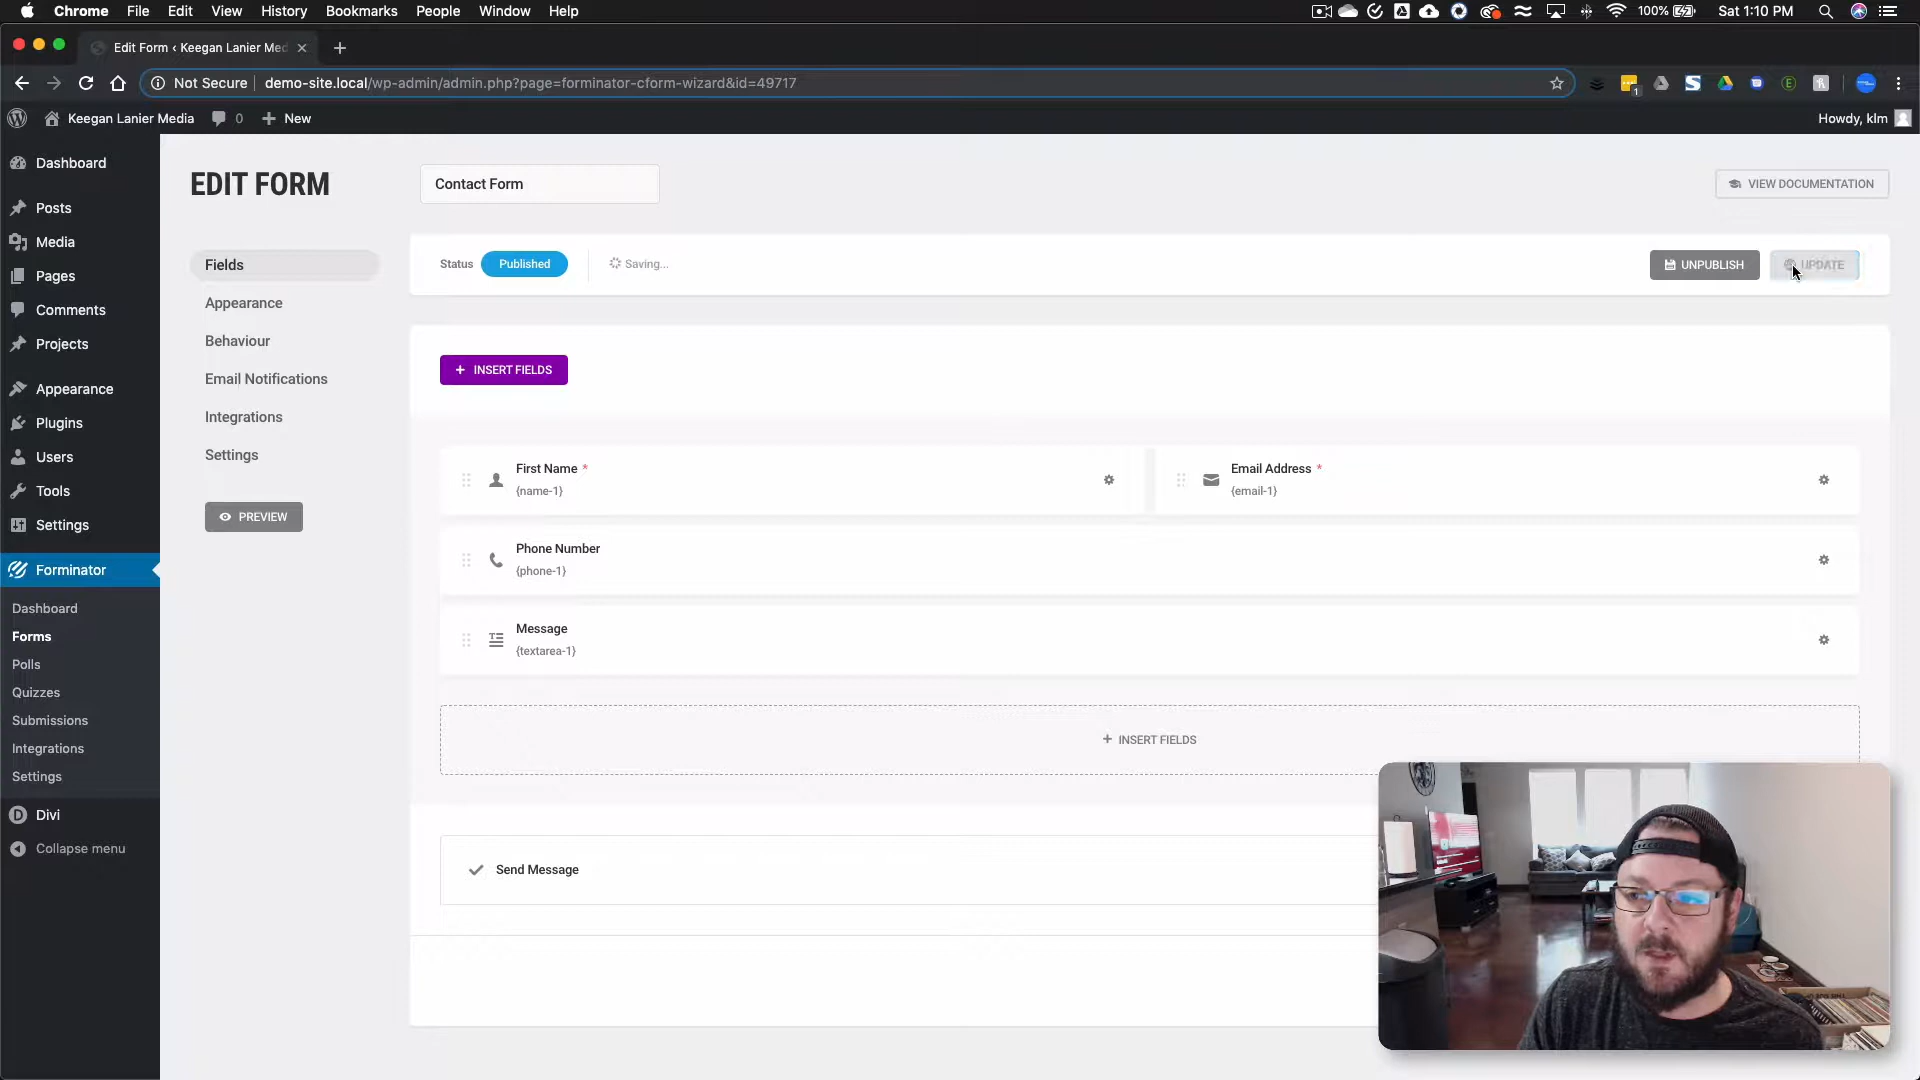 Chrome File Edit View History Bookmarks People Window Help 100% Sat 1:10 PM
Edit Form ‹ Keegan Lanier Med
Not Secure demo-site.local/wp-admin/admin.php?page=forminator-cform-wizard&id=49717
1
Keegan Lanier Media 0 New Howdy, klm
Dashboard
Posts
Media
Pages
Comments
Projects
Appearance
Plugins
Users
Tools
Settings
Forminator
Dashboard
Forms
Polls
Quizzes
Submissions
Integrations
Settings
Divi
Collapse menu
EDIT FORM
Contact Form
VIEW DOCUMENTATION
Fields
Appearance
Behaviour
Email Notifications
Integrations
Settings
PREVIEW
Status Published Saving... UNPUBLISH UPDATE
+ INSERT FIELDS
First Name *
{name-1}
Email Address *
{email-1}
Phone Number
{phone-1}
Message
{textarea-1}
+ INSERT FIELDS
Send Message